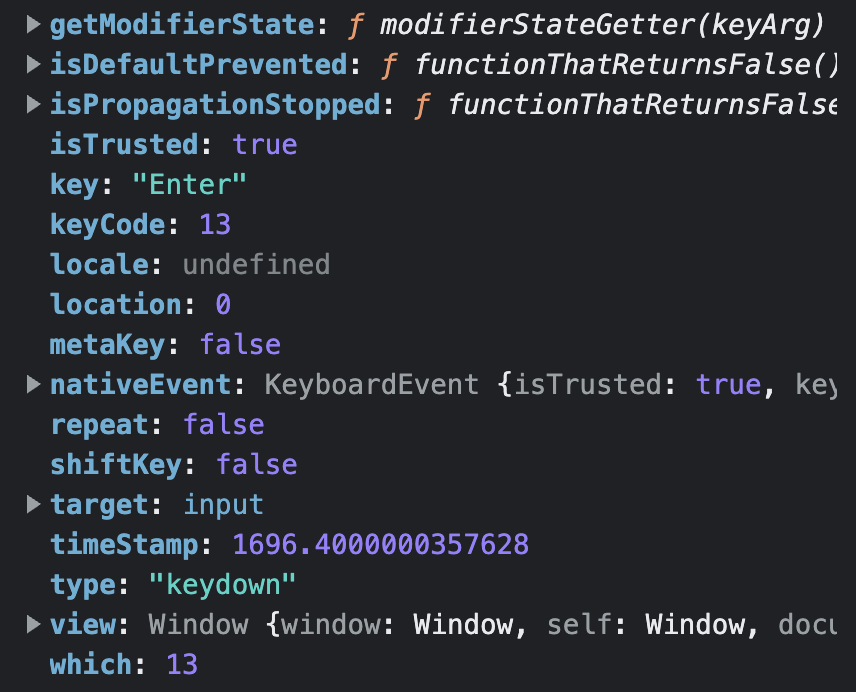 ▶ getModifierState: ƒ modifierStateGetter(keyArg)
▶ isDefaultPrevented: ƒ functionThatReturnsFalse()
▶ isPropagationStopped: ƒ functionThatReturnsFalse
isTrusted: true
key: "Enter"
keyCode: 13
locale: undefined
location: 0
metaKey: false
▶ nativeEvent: KeyboardEvent {isTrusted: true, key
repeat: false
shiftKey: false
▶ target: input
timeStamp: 1696.4000000357628
type: "keydown"
▶ view: Window {window: Window, self: Window, docu
which: 13